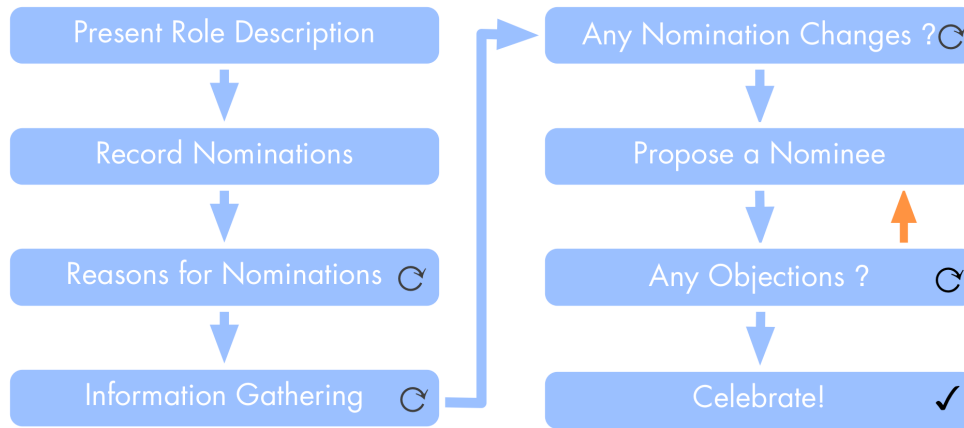 Present Role Description
Record Nominations
Reasons for Nominations
Information Gathering
Any Nomination Changes ?
Propose a Nominee
Any Objections ?
Celebrate!